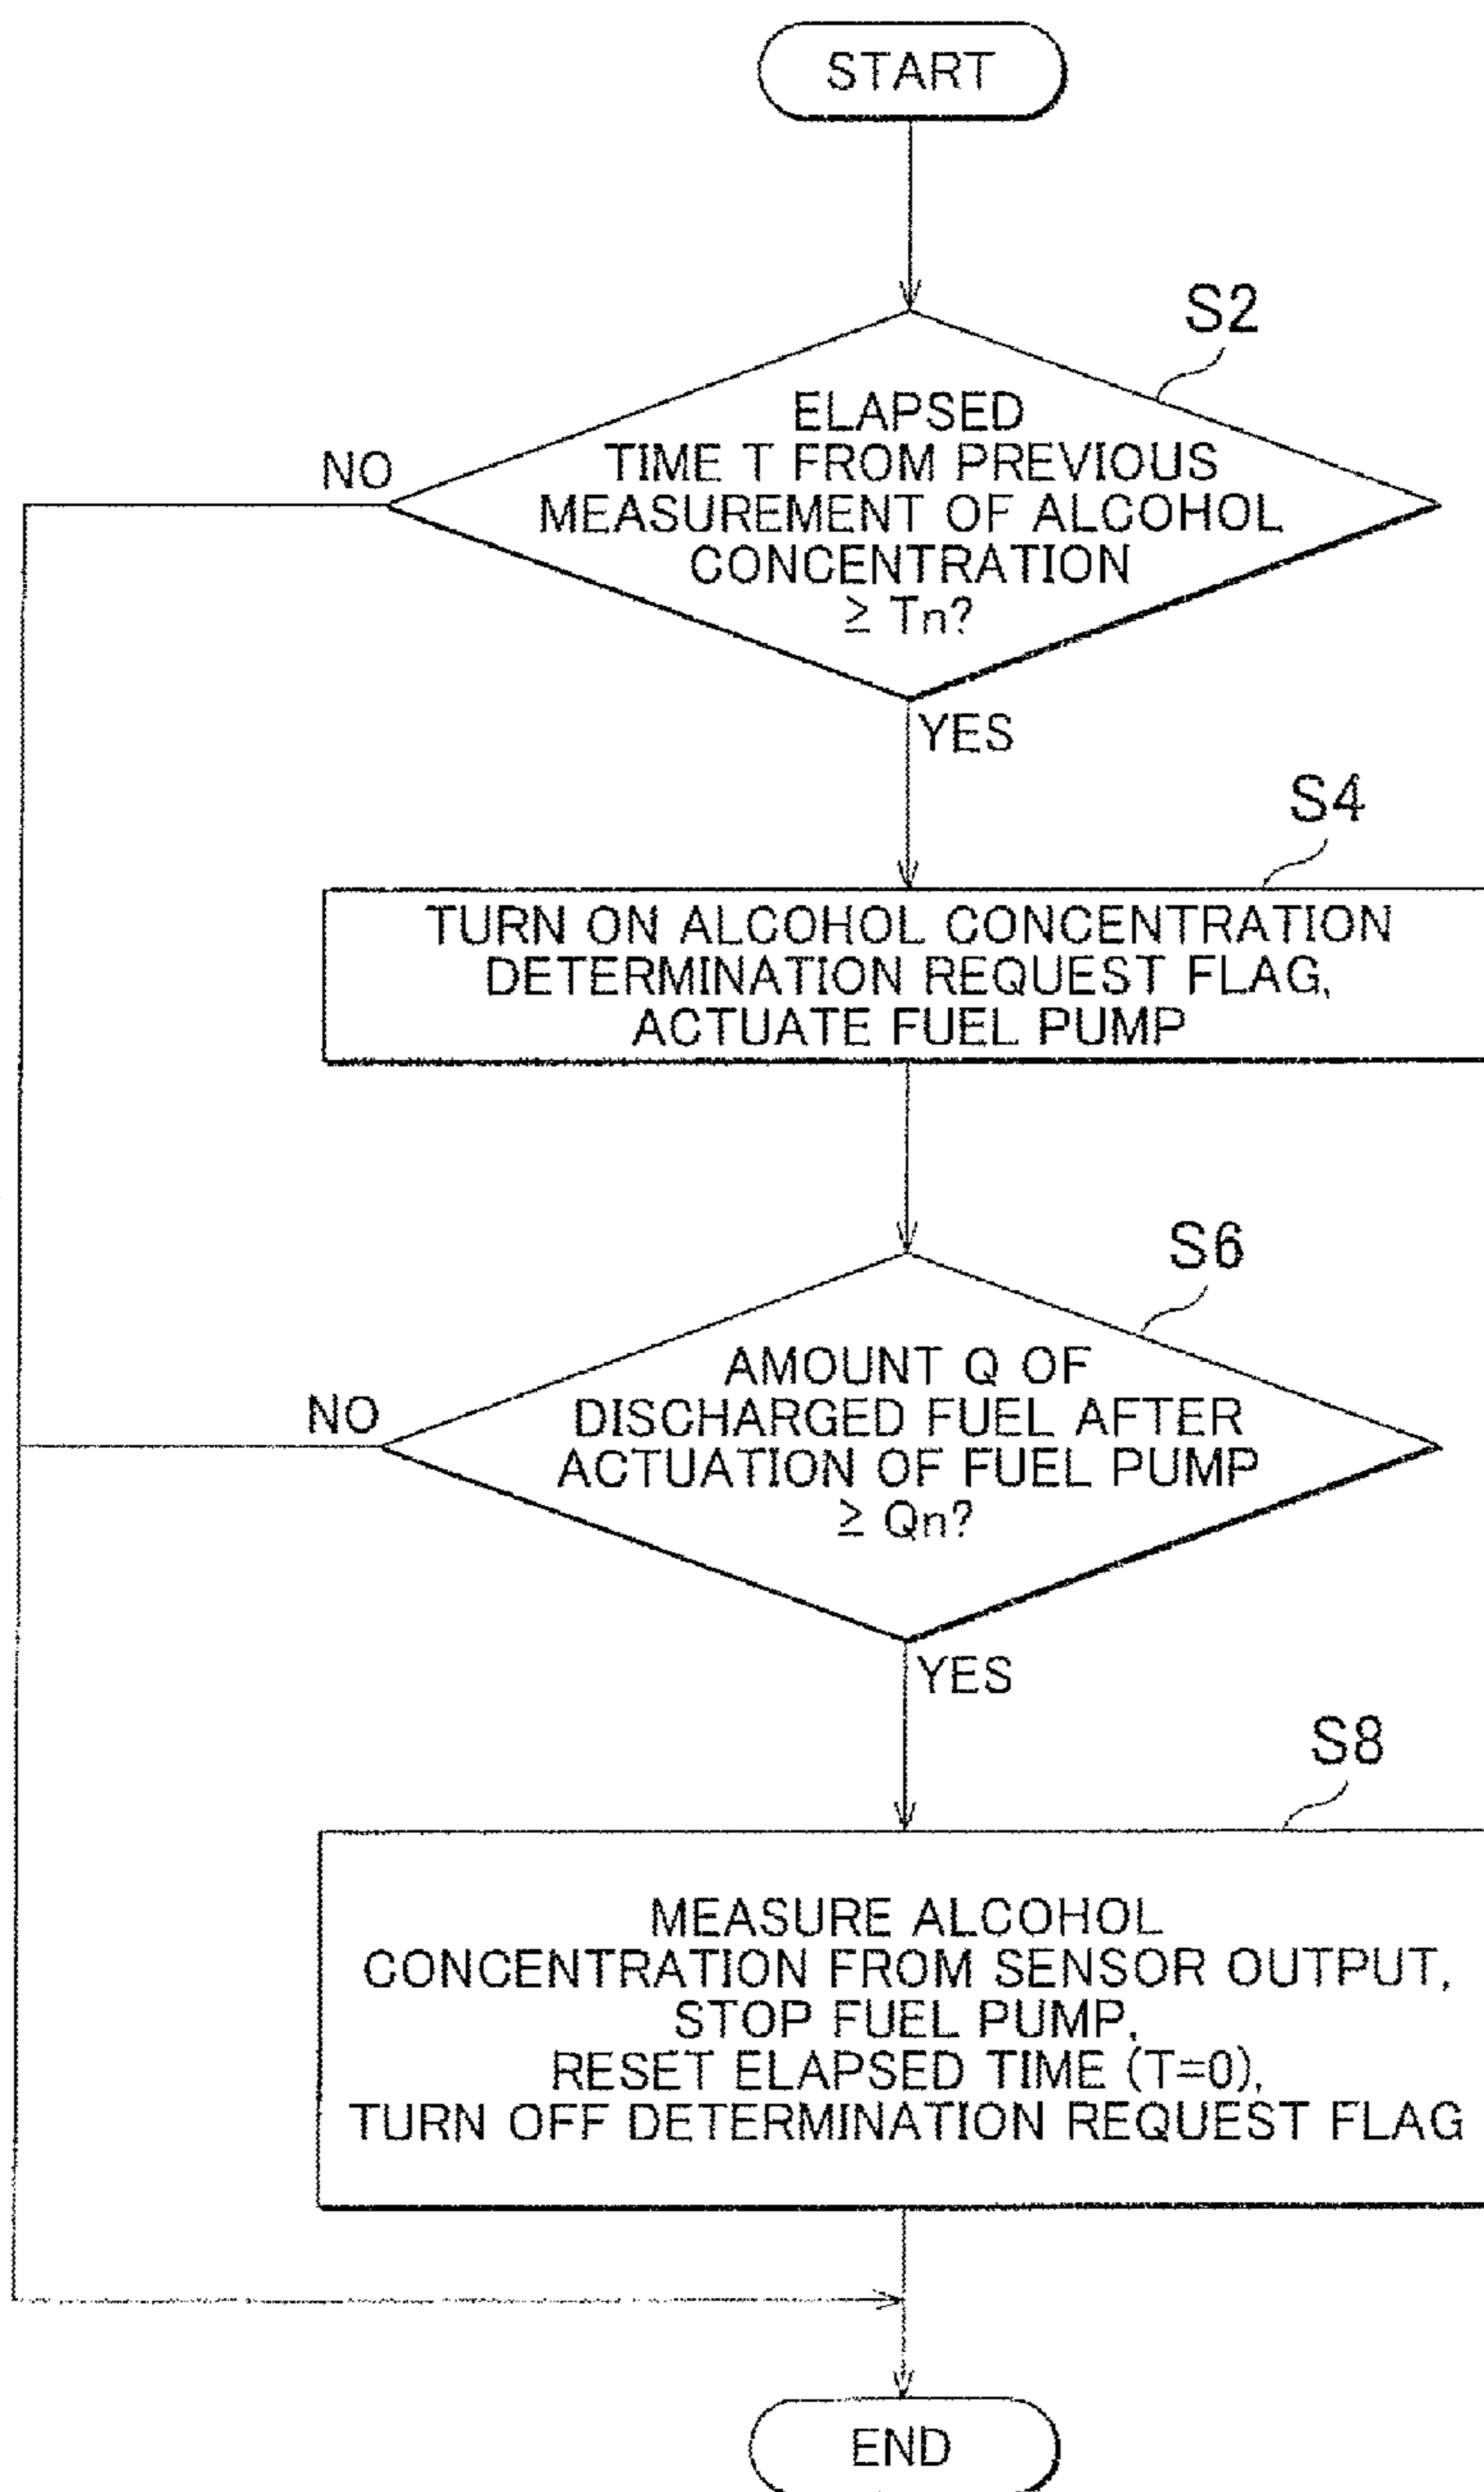 START
S2
ELAPSED
TIME T FROM PREVIOUS
MEASUREMENT OF ALCOHOL
CONCENTRATION
≥ Tn?
NO
YES
S4
TURN ON ALCOHOL CONCENTRATION
DETERMINATION REQUEST FLAG,
ACTUATE FUEL PUMP
S6
AMOUNT Q OF
DISCHARGED FUEL AFTER
ACTUATION OF FUEL PUMP
≥ Qn?
NO
YES
S8
MEASURE ALCOHOL
CONCENTRATION FROM SENSOR OUTPUT,
STOP FUEL PUMP,
RESET ELAPSED TIME (T=0),
TURN OFF DETERMINATION REQUEST FLAG
END